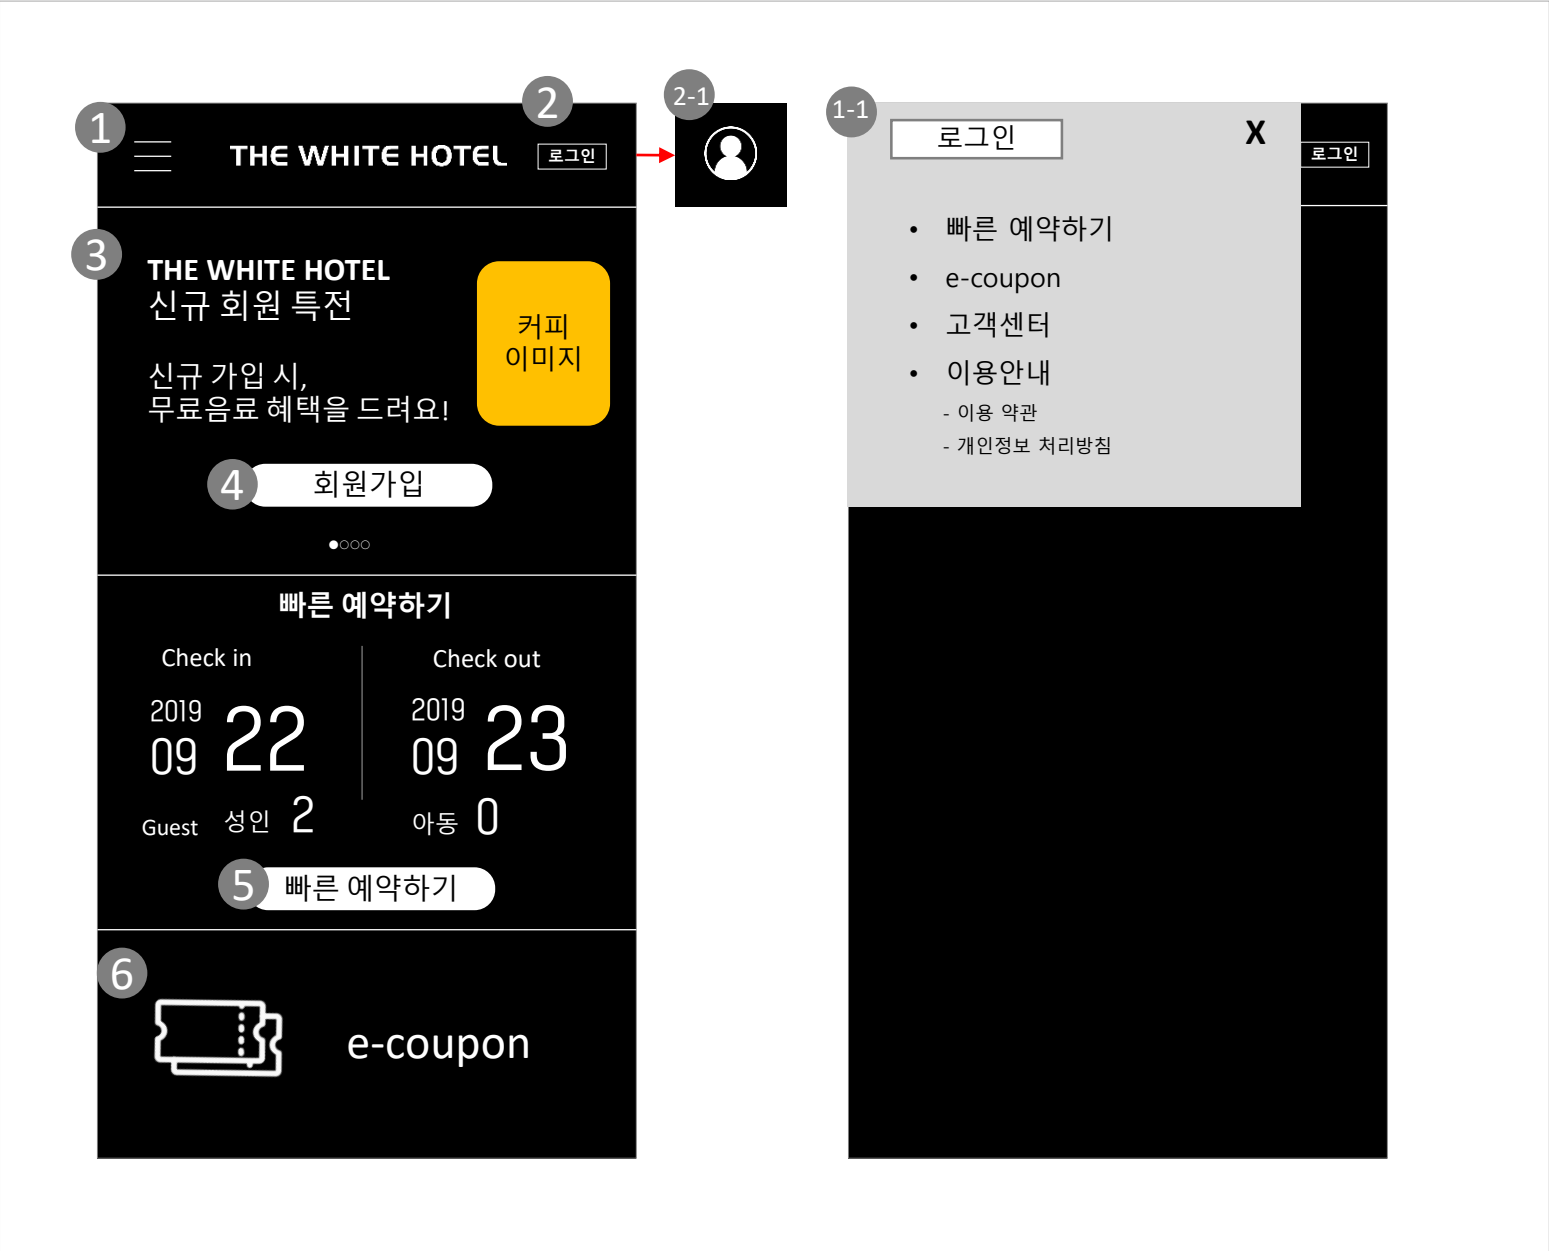 1
2
THE WHITE HOTEL
로그인
2-1
3
THE WHITE HOTEL
신규 회원 특전
신규 가입 시,
무료음료 혜택을 드려요!
커피
이미지
4
회원가입
빠른 예약하기
Check in
2019
09
22
Check out
2019
09
23
Guest
성인
2
아동
0
5
빠른 예약하기
6
e-coupon
1-1
로그인
X
로그인
• 빠른 예약하기
• e-coupon
• 고객센터
• 이용안내
- 이용 약관
- 개인정보 처리방침